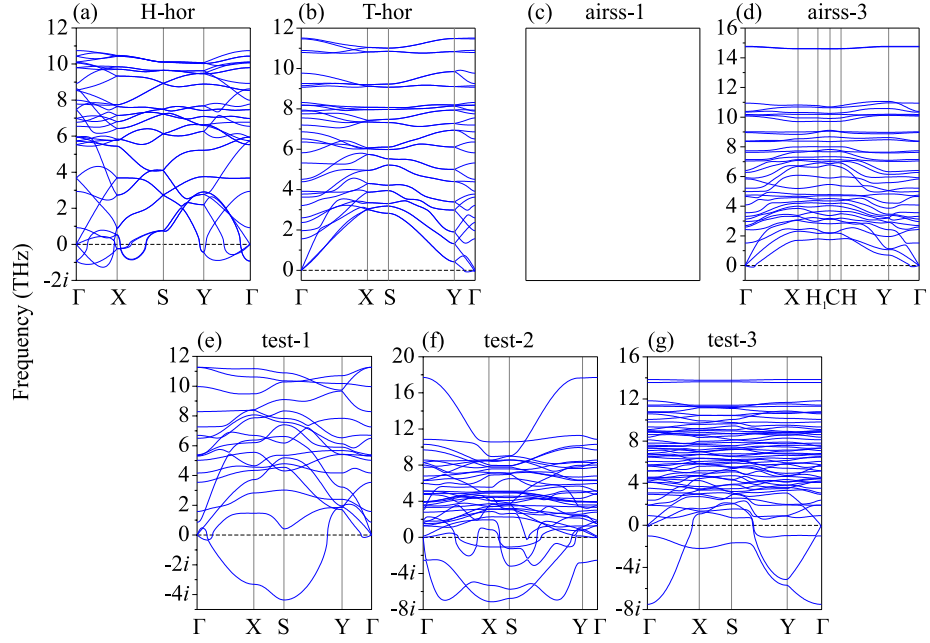 (a) H-hor
12
10
8
6
4
2
0
-2i
Γ X S Y Γ
(b) T-hor
12
10
8
6
4
2
0
Γ X S Y Γ
(c) airss-1
(d) airss-3
16
14
12
10
8
6
4
2
0
Γ X H₁ C H Y Γ
Frequency (THz)
(e) test-1
12
10
8
6
4
2
0
-2i
-4i
Γ X S Y Γ
(f) test-2
20
16
12
8
4
0
-4i
-8i
Γ X S Y Γ
(g) test-3
16
12
8
4
0
-4i
-8i
Γ X S Y Γ